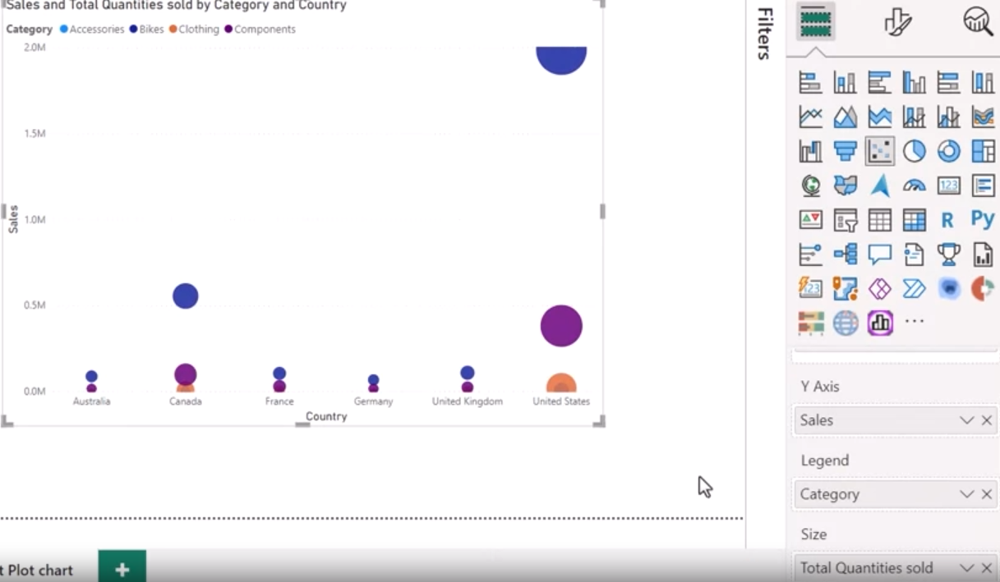 Sales and Total Quantities sold by Category and Country
Category Accessories Bikes Clothing Components
2.0M
1.5M
1.0M
0.5M
0.0M
Sales
Australia Canada France Germany United Kingdom United States
Country
Filters
123
R Py
123
Y Axis
Sales
Legend
Category
Size
Total Quantities sold
t Plot chart
+